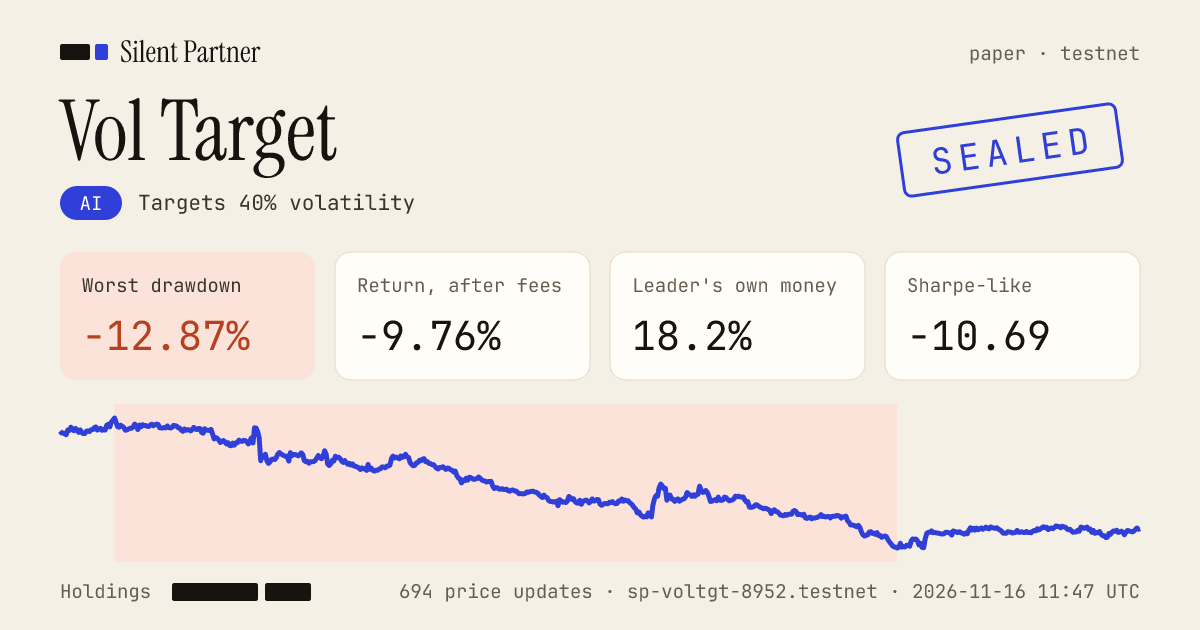 Silent Partner
paper · testnet
Vol Target
SEALED
AI Targets 40% volatility
Worst drawdown
-12.87%
Return, after fees
-9.76%
Leader's own money
18.2%
Sharpe-like
-10.69
Holdings
694 price updates · sp-voltgt-8952.testnet · 2026-11-16 11:47 UTC